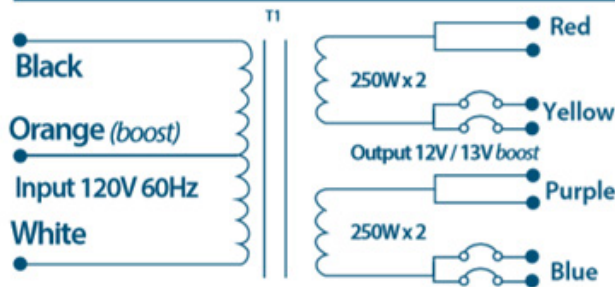 T1
Black
Orange (boost)
Input 120V 60Hz
White
250W x 2
Red
Yellow
Output 12V / 13V boost
Purple
250W x 2
Blue